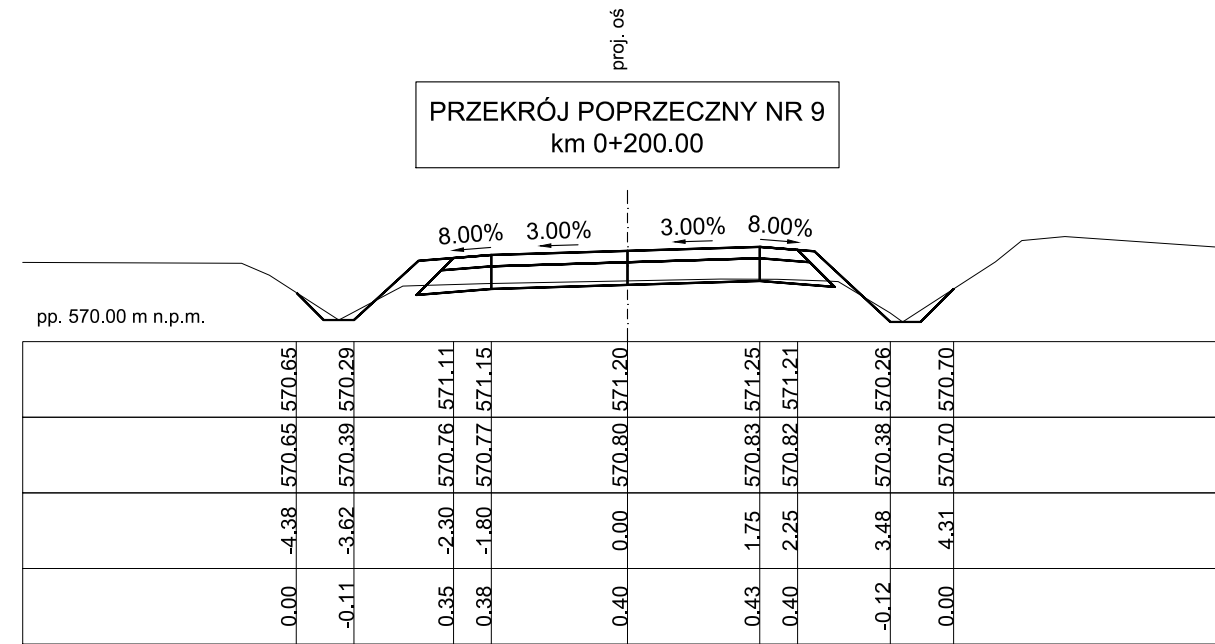 proj. oś
PRZEKRÓJ POPRZECZNY NR 9
km 0+200.00
8.00% 3.00% 3.00% 8.00%
pp. 570.00 m n.p.m.
570.65 570.29 571.11 571.15 571.20 571.25 571.21 570.26 570.70
570.65 570.39 570.76 570.77 570.80 570.83 570.82 570.38 570.70
-4.38 -3.62 -2.30 -1.80 0.00 1.75 2.25 3.48 4.31
0.00 -0.11 0.35 0.38 0.40 0.43 0.40 -0.12 0.00